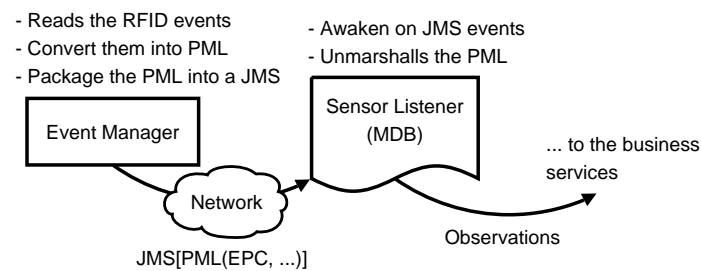 - Reads the RFID events
- Convert them into PML
- Package the PML into a JMS
- Awaken on JMS events
- Unmarshalls the PML
Event Manager
Sensor Listener
(MDB)
... to the business
services
Network
Observations
JMS[PML(EPC, ...)]